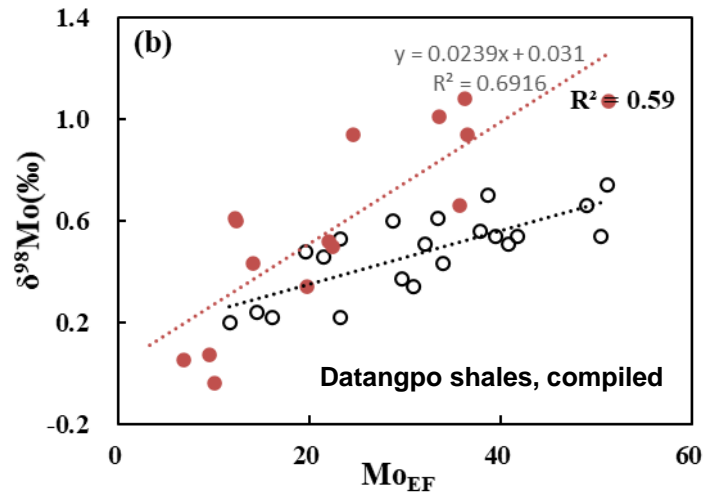 (b)
y = 0.0239x + 0.031
R² = 0.6916
R² = 0.59
1.4
1.0
0.6
0.2
-0.2
δ⁹⁸Mo(‰)
Datangpo shales, compiled
0
20
40
60
Mo_EF